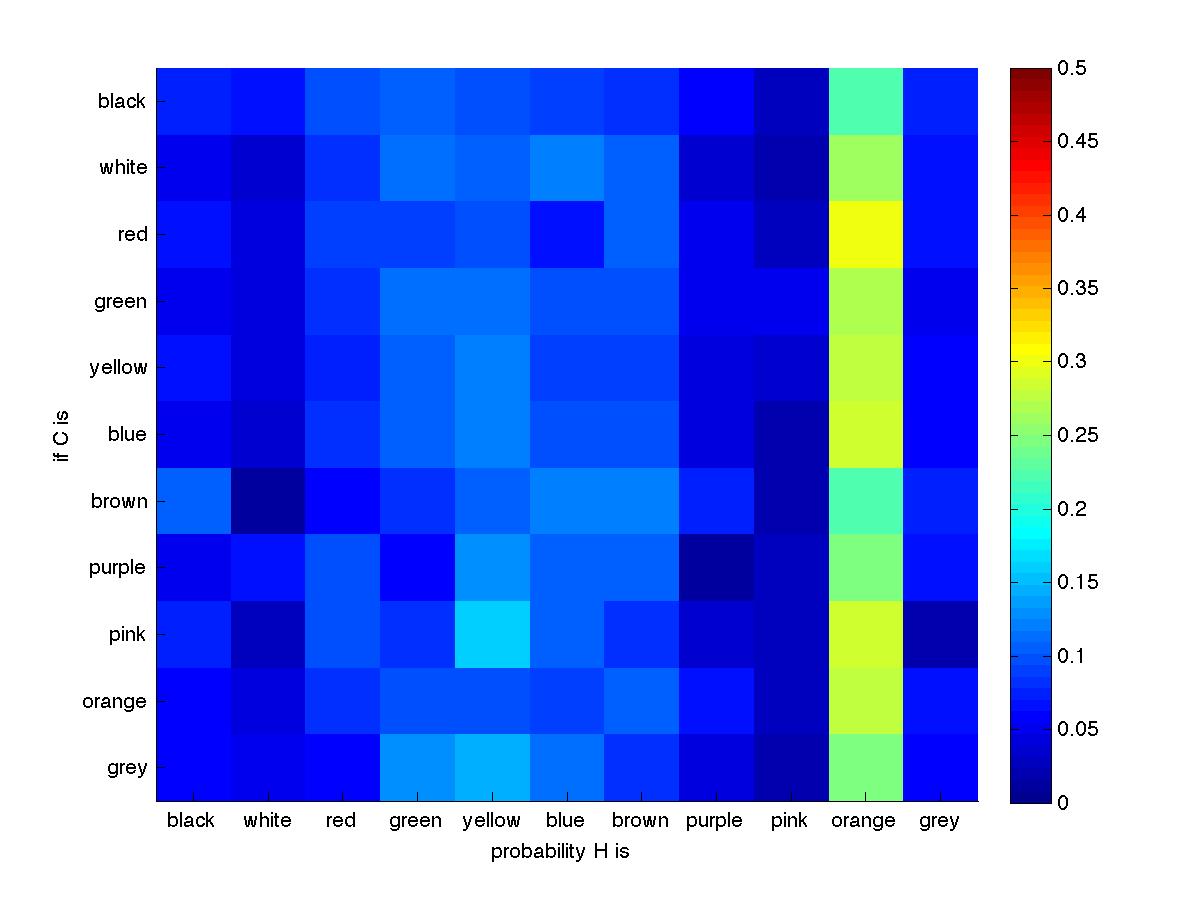 black
white
red
green
yellow
blue
brown
purple
pink
orange
grey
if C is
black white red green yellow blue brown purple pink orange grey
probability H is
0.5
0.45
0.4
0.35
0.3
0.25
0.2
0.15
0.1
0.05
0